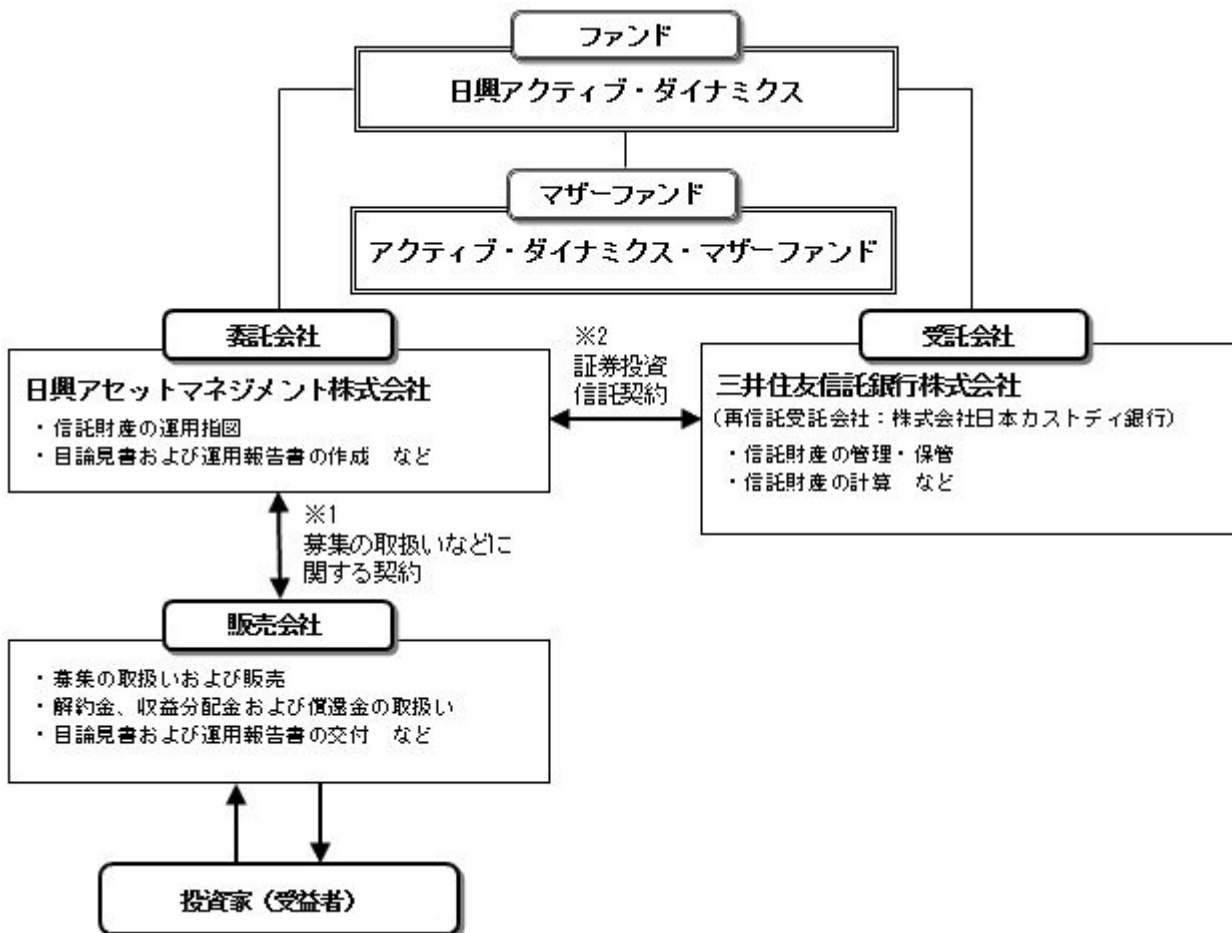 ファンド
日興アクティブ・ダイナミクス
マザーファンド
アクティブ・ダイナミクス・マザーファンド
委託会社
日興アセットマネジメント株式会社
・信託財産の運用指図
・目論見書および運用報告書の作成　など
※2
証券投資
信託契約
受託会社
三井住友信託銀行株式会社
（再信託受託会社：株式会社日本カストディ銀行）
・信託財産の管理・保管
・信託財産の計算　など
※1
募集の取扱いなどに
関する契約
販売会社
・募集の取扱いおよび販売
・解約金、収益分配金および償還金の取扱い
・目論見書および運用報告書の交付　など
投資家（受益者）